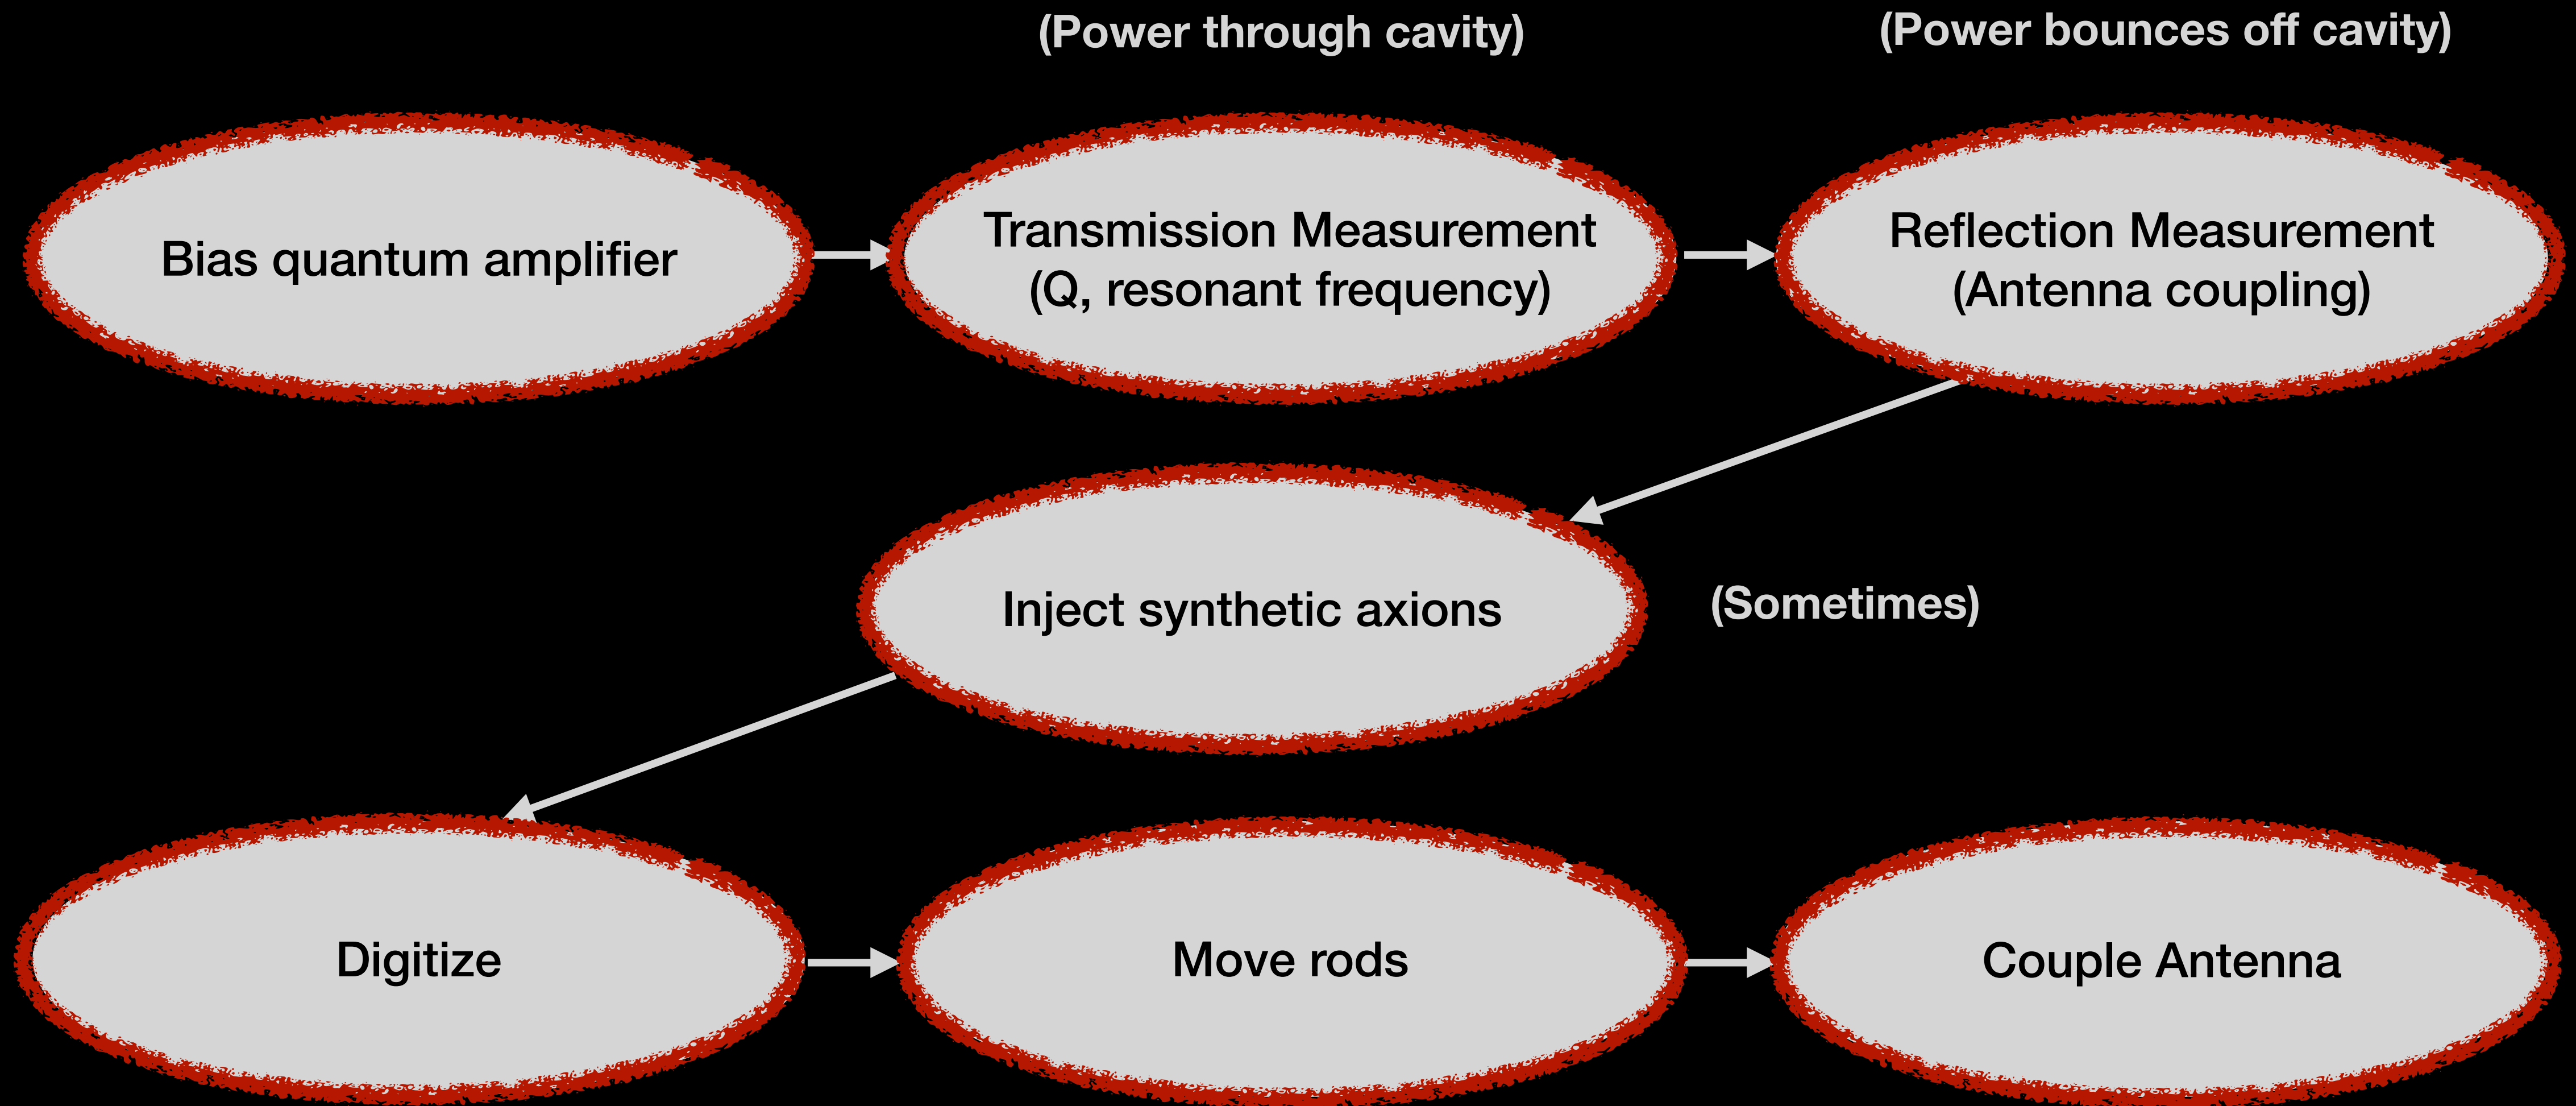 (Power through cavity)
(Power bounces off cavity)
Bias quantum amplifier
Transmission Measurement
(Q, resonant frequency)
Reflection Measurement
(Antenna coupling)
Inject synthetic axions
(Sometimes)
Digitize
Move rods
Couple Antenna